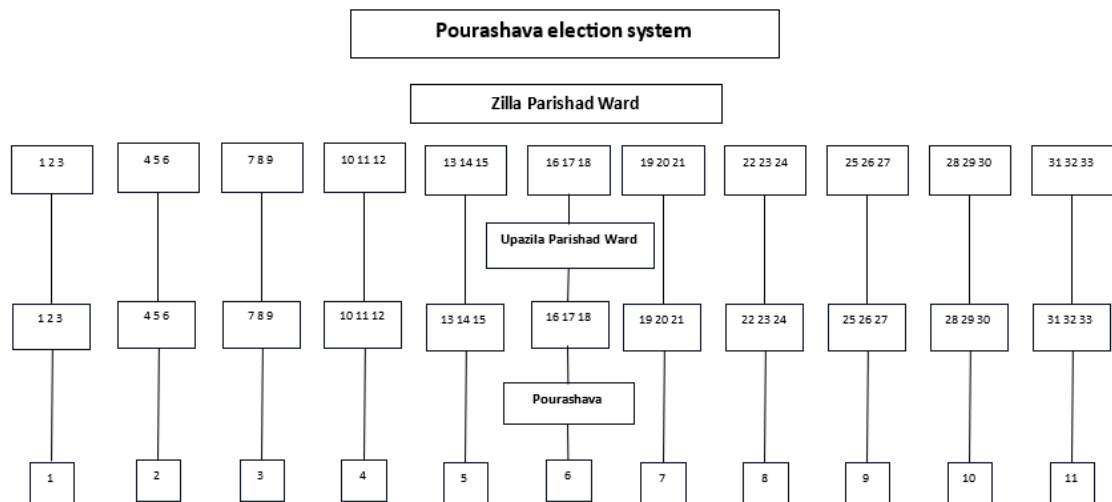 Pourashava election system
Zilla Parishad Ward
1 2 3 4 5 6 7 8 9 10 11 12 13 14 15 16 17 18 19 20 21 22 23 24 25 26 27 28 29 30 31 32 33
Upazila Parishad Ward
1 2 3 4 5 6 7 8 9 10 11 12 13 14 15 16 17 18 19 20 21 22 23 24 25 26 27 28 29 30 31 32 33
Pourashava
1 2 3 4 5 6 7 8 9 10 11